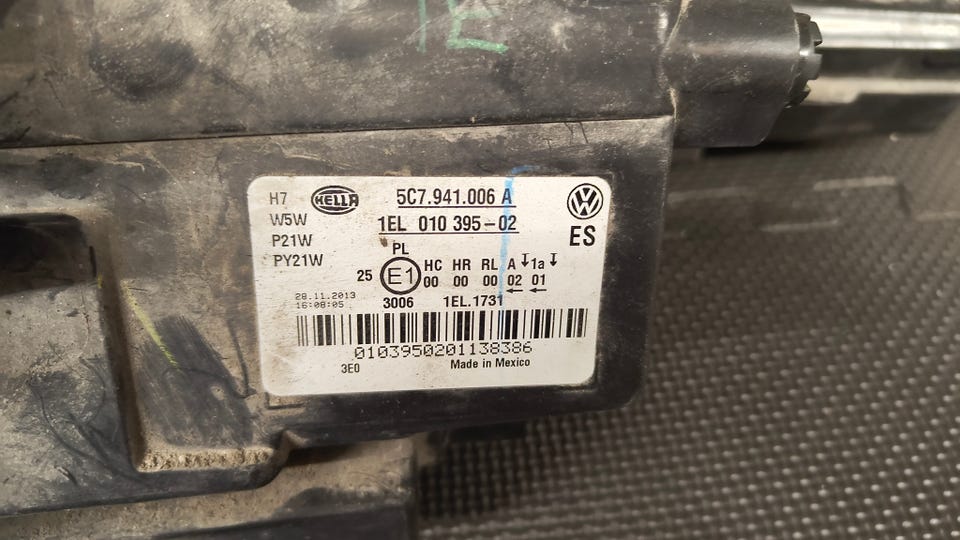 H7 HELLA 5C7.941.006 A
W5W 1EL 010 395-02
P21W ES
PL
PY21W HC HR RL A ↓1a↓
25 E1 00 00 00 02 01
← ←
28.11.2013
16:08:05 3006 1EL.1731
0103950201138386
3E0 Made in Mexico